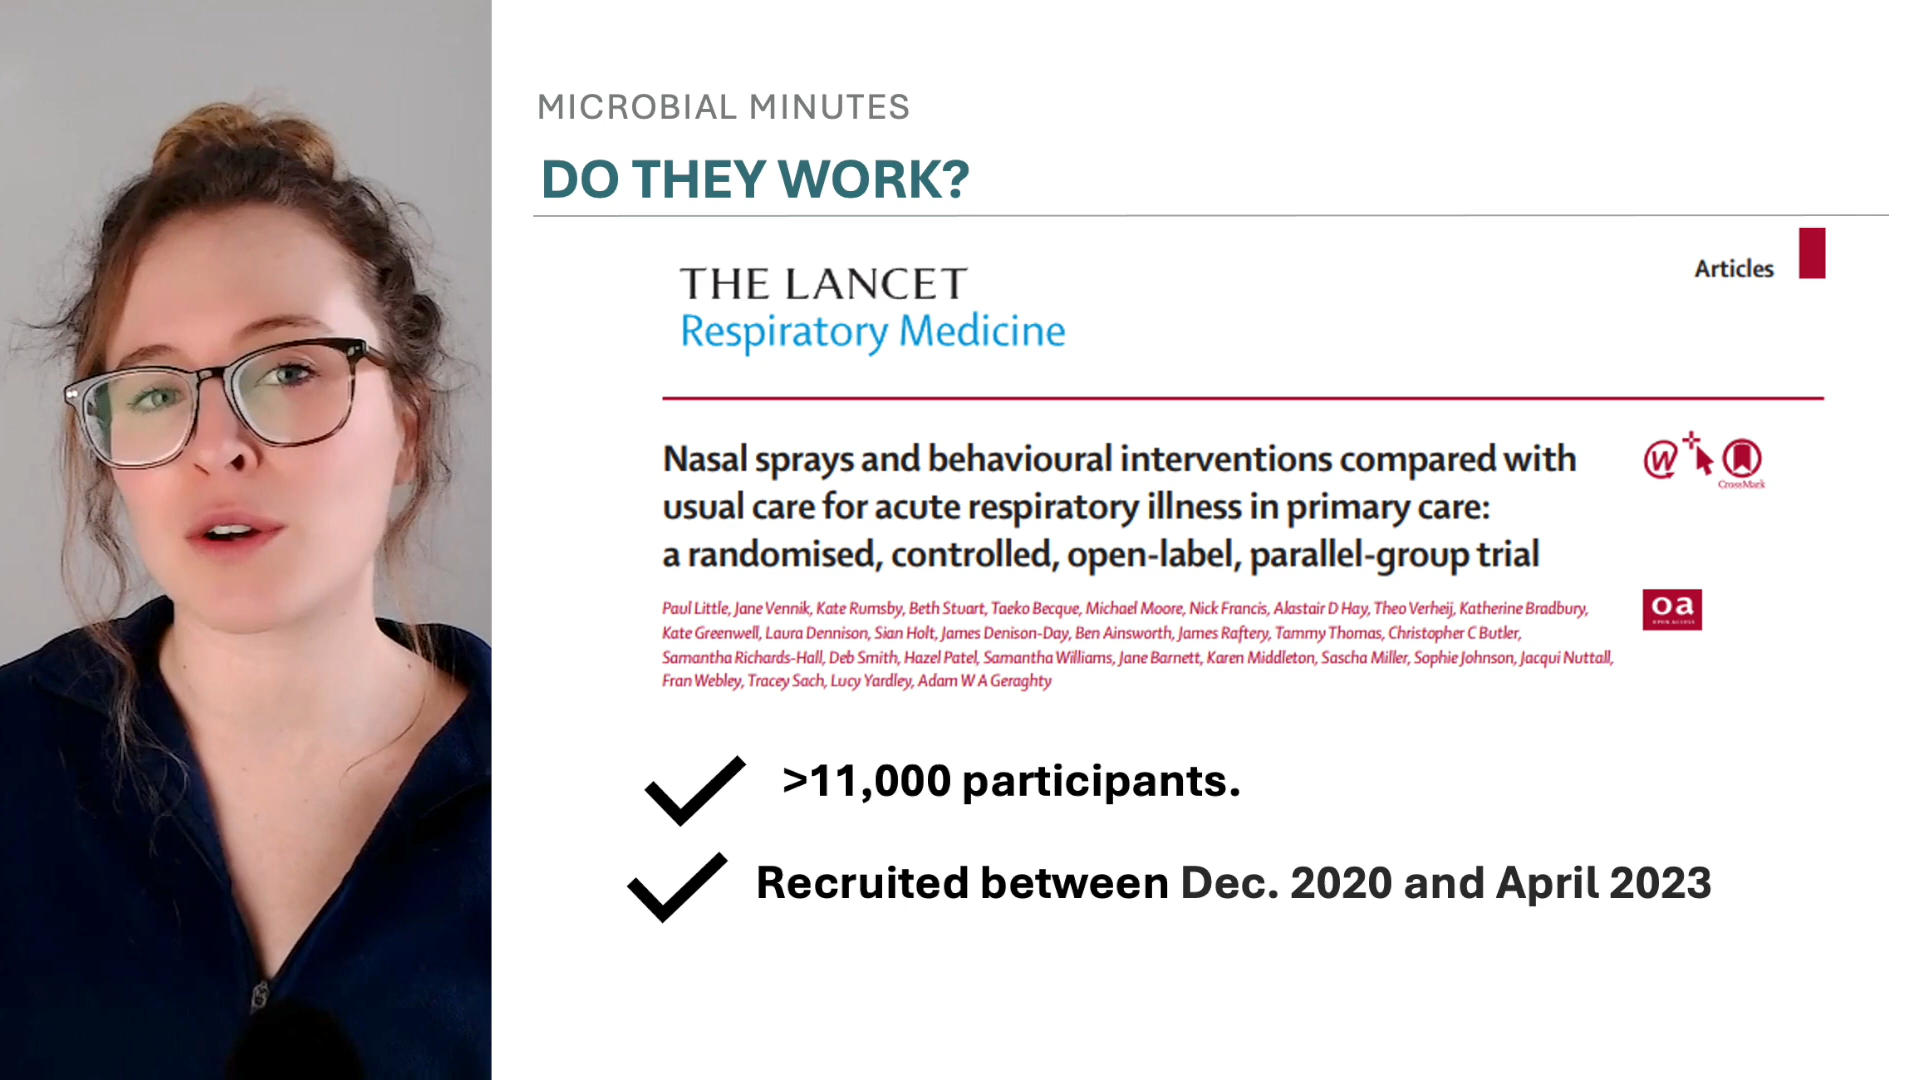 MICROBIAL MINUTES
DO THEY WORK?
THE LANCET
Respiratory Medicine
Articles
Nasal sprays and behavioural interventions compared with
usual care for acute respiratory illness in primary care:
a randomised, controlled, open-label, parallel-group trial
W
CrossMark
Paul Little, Jane Vennik, Kate Rumsby, Beth Stuart, Taeko Becque, Michael Moore, Nick Francis, Alastair D Hay, Theo Verheij, Katherine Bradbury,
Kate Greenwell, Laura Dennison, Sian Holt, James Denison-Day, Ben Ainsworth, James Raftery, Tammy Thomas, Christopher C Butler,
Samantha Richards-Hall, Deb Smith, Hazel Patel, Samantha Williams, Jane Barnett, Karen Middleton, Sascha Miller, Sophie Johnson, Jacqui Nuttall,
Fran Webley, Tracey Sach, Lucy Yardley, Adam W A Geraghty
oa
OPEN ACCESS
>11,000 participants.
Recruited between Dec. 2020 and April 2023